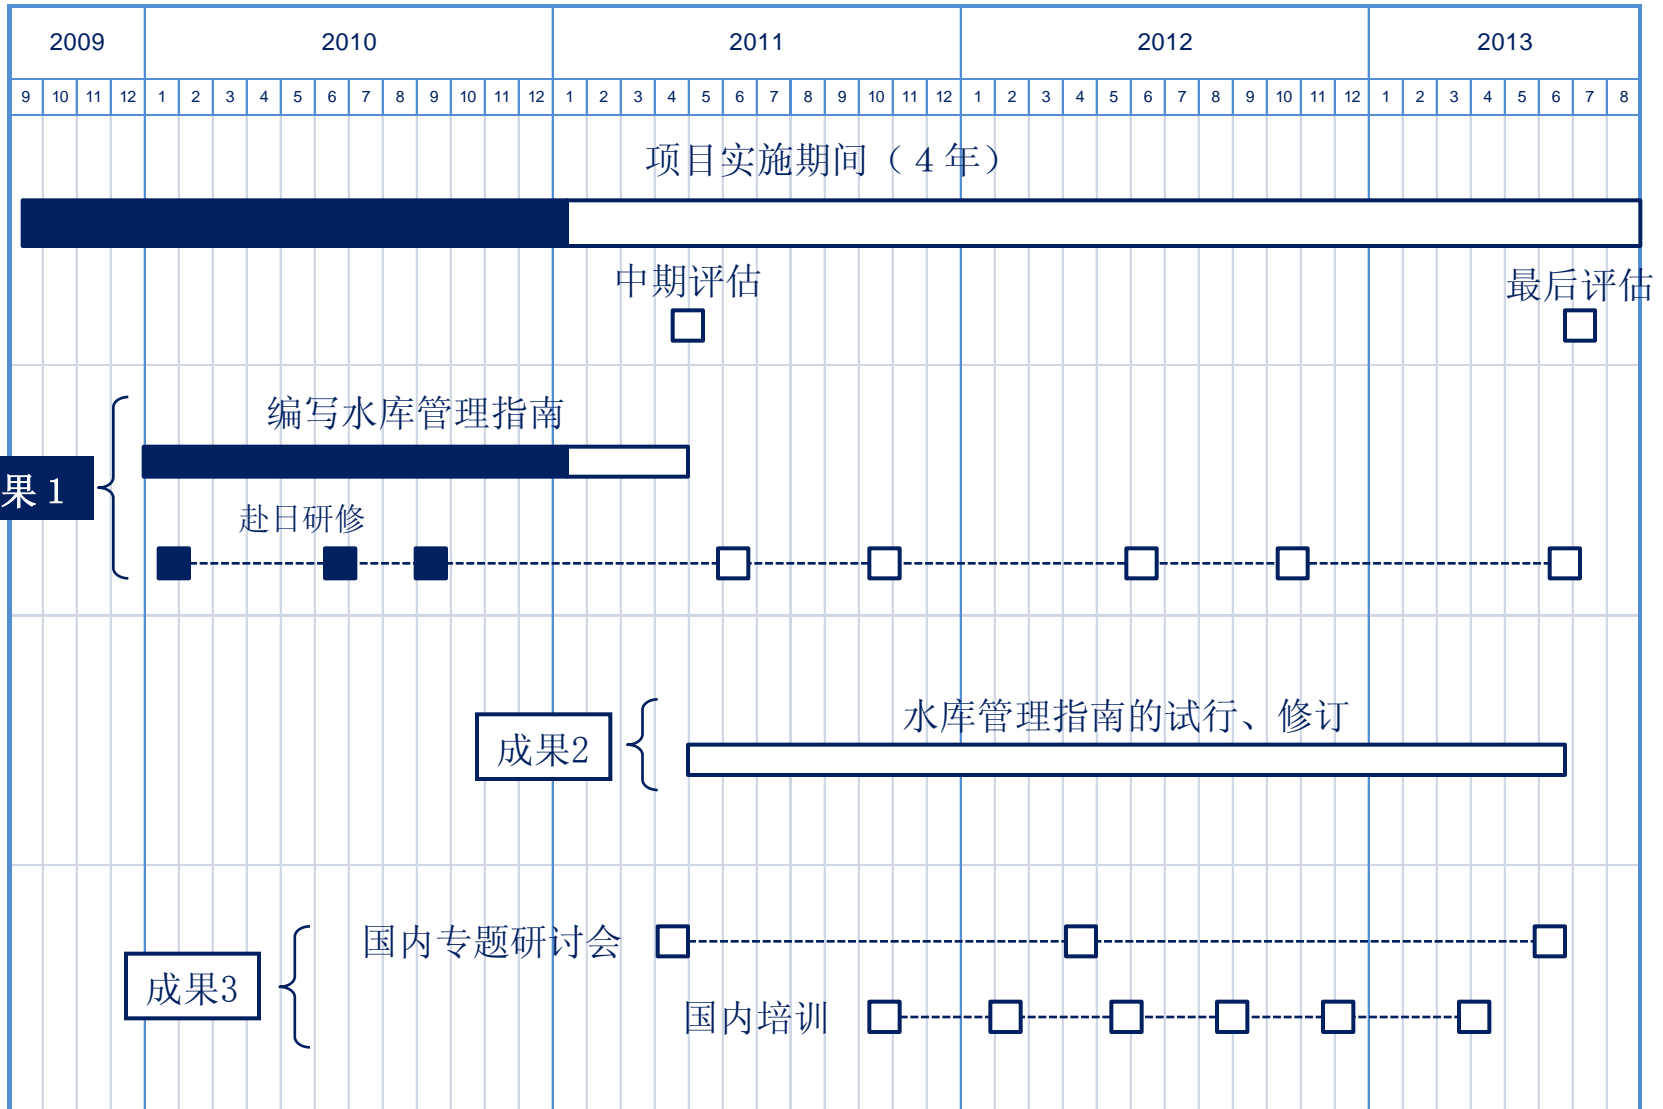 2009 2010 2011 2012 2013
9 10 11 12 1 2 3 4 5 6 7 8 9 10 11 12 1 2 3 4 5 6 7 8 9 10 11 12 1 2 3 4 5 6 7 8 9 10 11 12 1 2 3 4 5 6 7 8
项目实施期间（４年）
中期评估
最后评估
编写水库管理指南
果１
赴日研修
水库管理指南的试行、修订
成果2
国内专题研讨会
成果3
国内培训